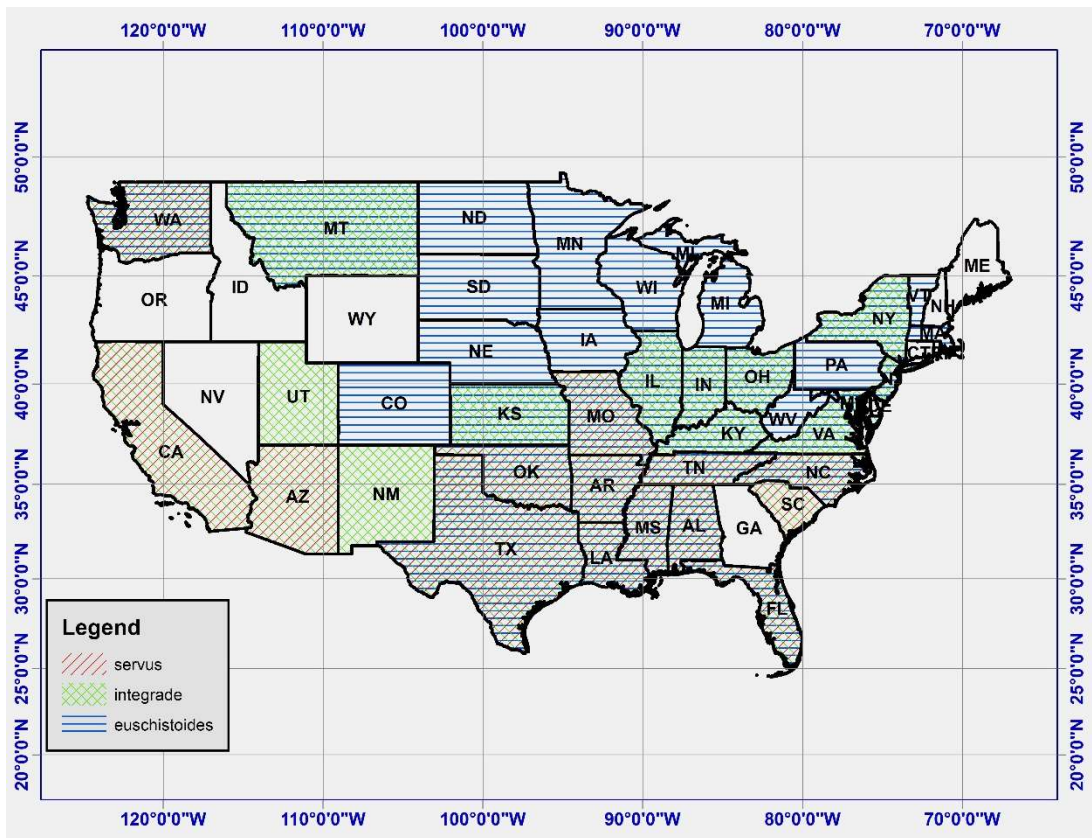 120°0'0"W 110°0'0"W 100°0'0"W 90°0'0"W 80°0'0"W 70°0'0"W
50°0'0"N 50°0'0"N
45°0'0"N 45°0'0"N
40°0'0"N 40°0'0"N
35°0'0"N 35°0'0"N
30°0'0"N 30°0'0"N
25°0'0"N 25°0'0"N
20°0'0"N 20°0'0"N
WA MT ND MN MI ME
OR ID SD WI MI NY VT NH
WY IA MA
NE PA CT
NV UT CO KS MO IL IN OH WV VA
CA KY
AZ NM OK AR TN NC
TX LA MS AL GA SC
FL
Legend
servus
integrade
euschistoides
120°0'0"W 110°0'0"W 100°0'0"W 90°0'0"W 80°0'0"W 70°0'0"W